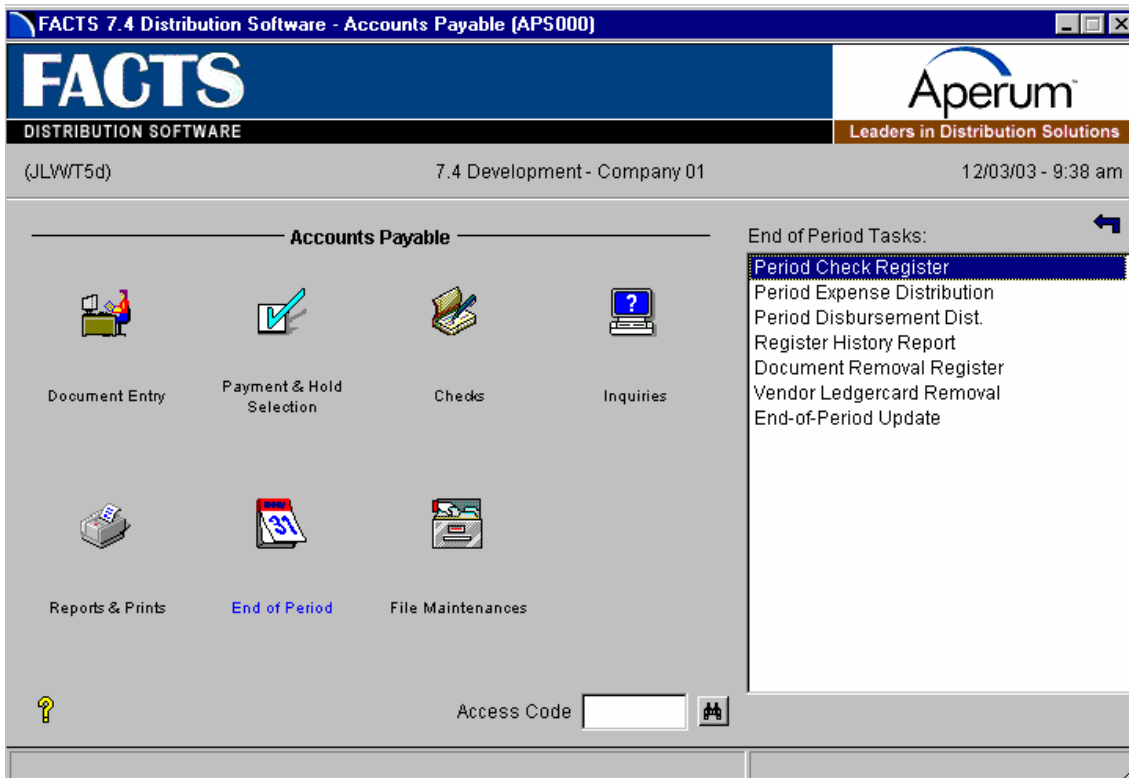 FACTS 7.4 Distribution Software - Accounts Payable (APS000)
FACTS
DISTRIBUTION SOFTWARE
Aperum™
Leaders in Distribution Solutions
(JLW/T5d)
7.4 Development - Company 01
12/03/03 - 9:38 am
Accounts Payable
Document Entry
Payment & Hold
Selection
Checks
?
Inquiries
Reports & Prints
31
End of Period
File Maintenances
End of Period Tasks:
Period Check Register
Period Expense Distribution
Period Disbursement Dist.
Register History Report
Document Removal Register
Vendor Ledgercard Removal
End-of-Period Update
?
Access Code